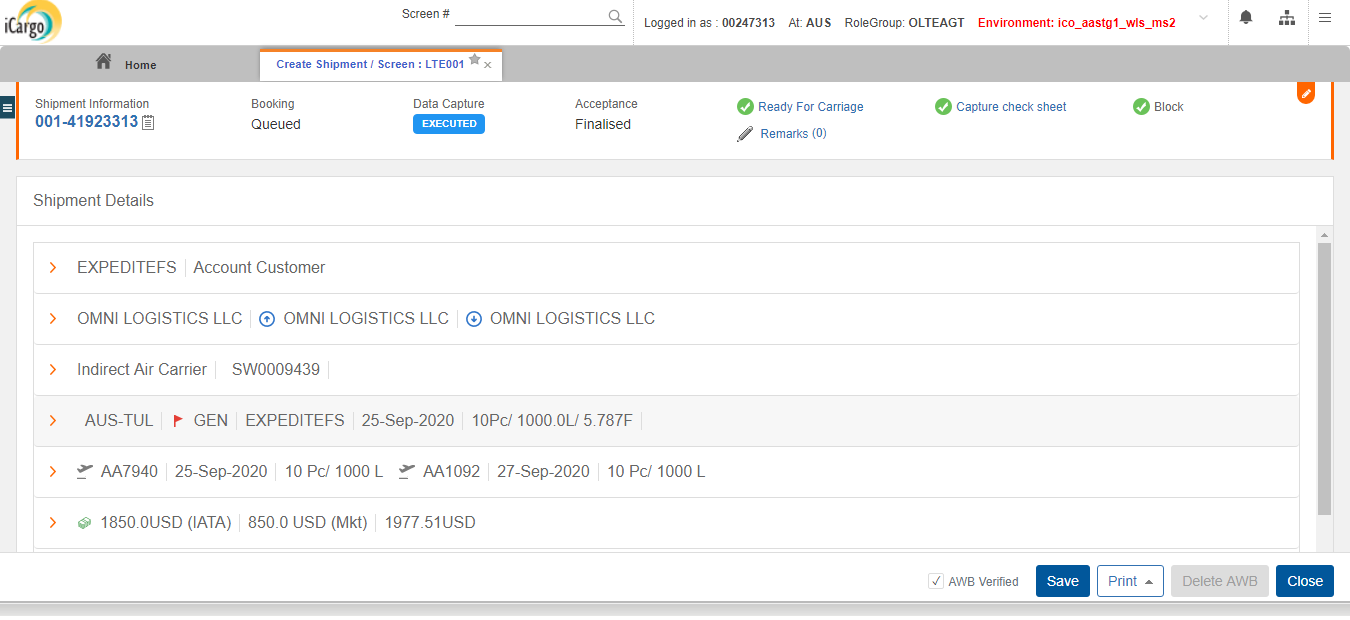 iCargo
Screen #
Logged in as : 00247313 At: AUS RoleGroup: OLTEAGT Environment: ico_aastg1_wls_ms2
Home
Create Shipment / Screen : LTE001
Shipment Information Booking Data Capture Acceptance Ready For Carriage Capture check sheet Block
001-41923313 Queued EXECUTED Finalised Remarks (0)
Shipment Details
EXPEDITEFS Account Customer
OMNI LOGISTICS LLC OMNI LOGISTICS LLC OMNI LOGISTICS LLC
Indirect Air Carrier SW0009439
AUS-TUL GEN EXPEDITEFS 25-Sep-2020 10Pc/ 1000.0L/ 5.787F
AA7940 25-Sep-2020 10 Pc/ 1000 L AA1092 27-Sep-2020 10 Pc/ 1000 L
1850.0USD (IATA) 850.0 USD (Mkt) 1977.51USD
AWB Verified Save Print Delete AWB Close